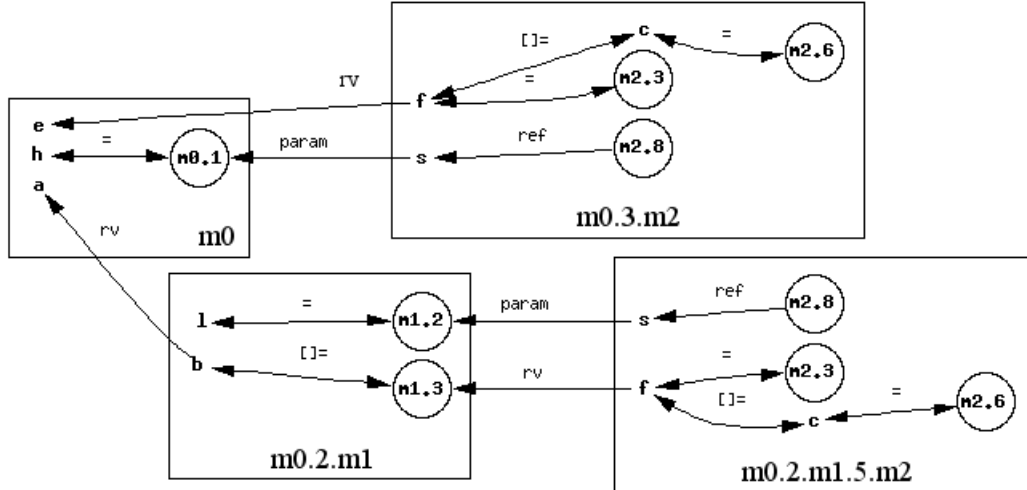 c
[]=
=
m2.6
m2.3
=
rv
f
e
param
ref
m2.8
h
=
m0.1
s
a
m0.3.m2
m0
rv
l
=
m1.2
param
s
ref
m2.8
b
[]=
m1.3
rv
f
=
m2.3
[]=
c
=
m2.6
m0.2.m1
m0.2.m1.5.m2